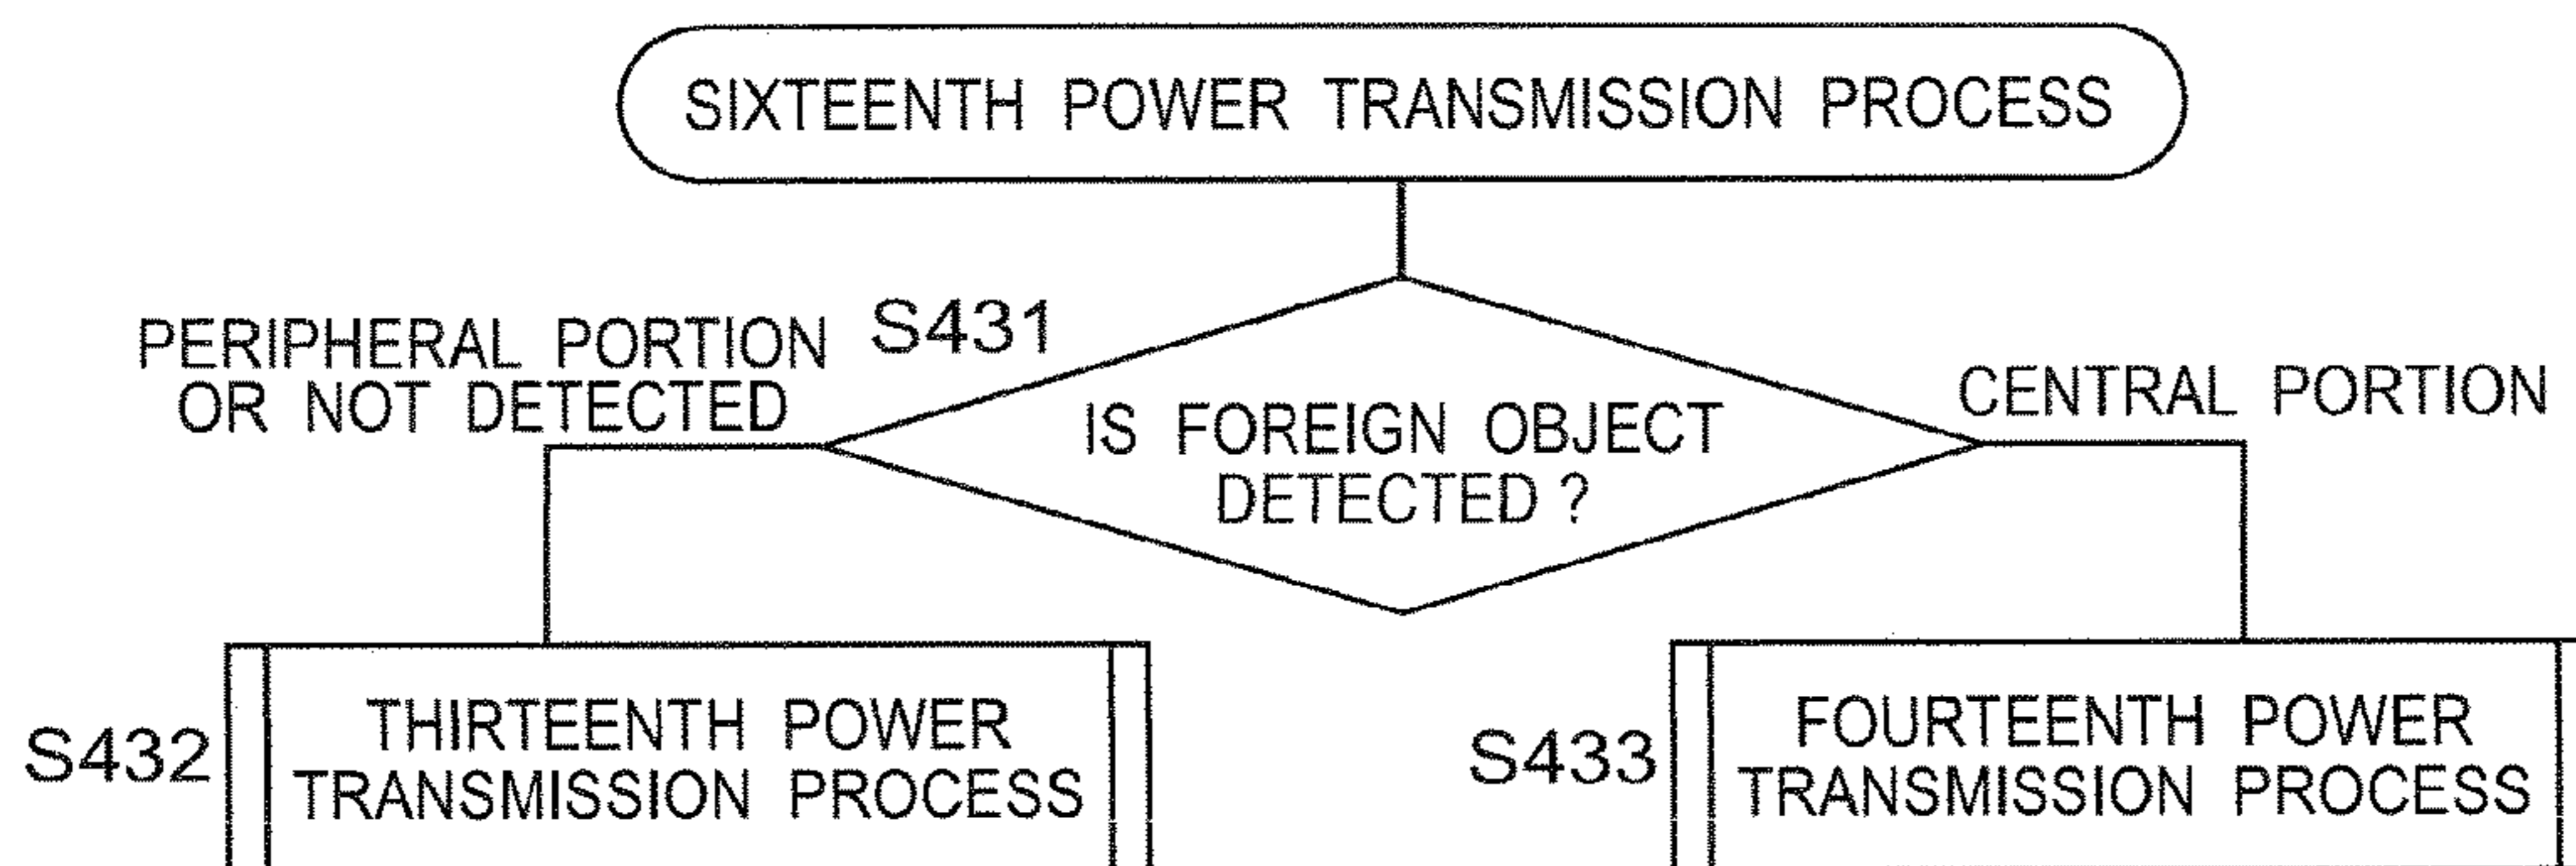 SIXTEENTH POWER TRANSMISSION PROCESS
PERIPHERAL PORTION
OR NOT DETECTED
S431
IS FOREIGN OBJECT
DETECTED ?
CENTRAL PORTION
S432
THIRTEENTH POWER
TRANSMISSION PROCESS
S433
FOURTEENTH POWER
TRANSMISSION PROCESS